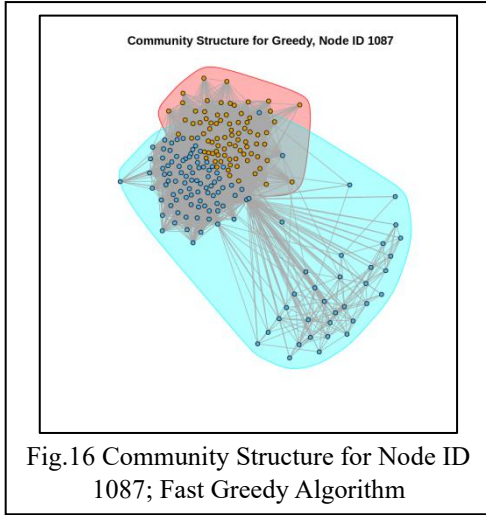 Community Structure for Greedy, Node ID 1087
Fig.16 Community Structure for Node ID
1087; Fast Greedy Algorithm